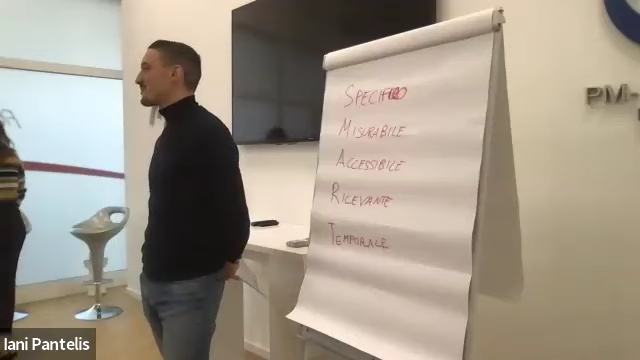 SPECIFICO
MISURABILE
ACCESSIBILE
RILEVANTE
TEMPORALE
PM-
Iani Pantelis